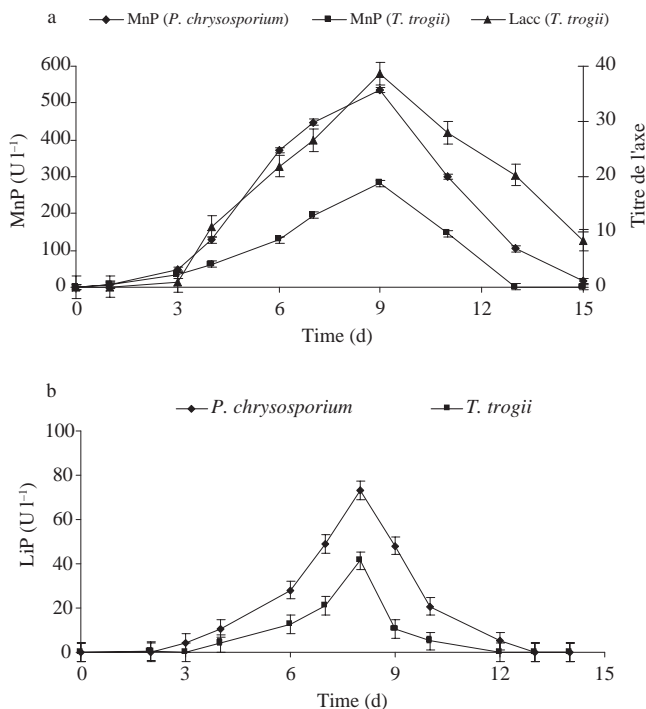 a
MnP (P. chrysosporium) MnP (T. trogii) Lacc (T. trogii)
600
500
400
300
200
100
0
MnP (U l⁻¹)
40
30
20
10
0
Titre de l'axe
0 3 6 9 12 15
Time (d)
b
P. chrysosporium T. trogii
100
80
60
40
20
0
LiP (U l⁻¹)
0 3 6 9 12 15
Time (d)